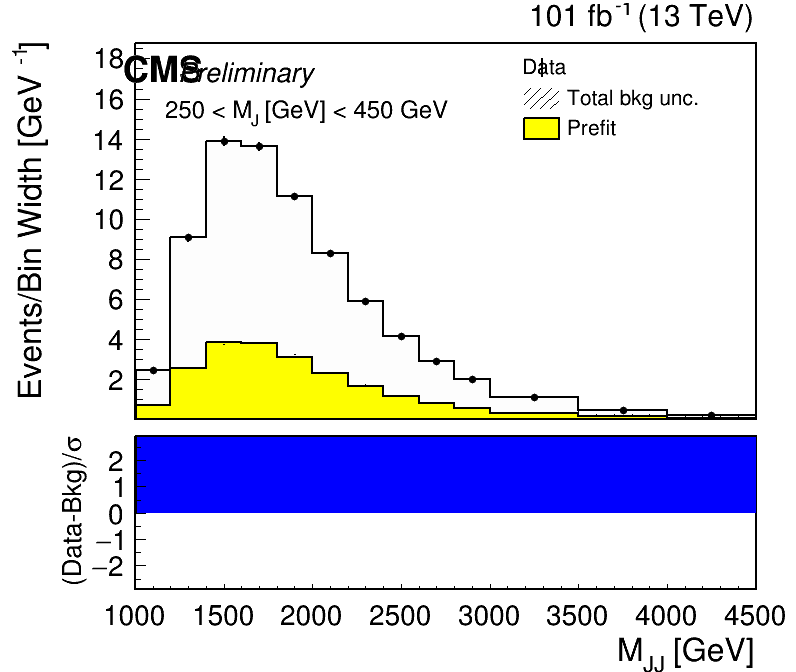 101 fb⁻¹ (13 TeV)
CMS Preliminary
250 < M_J [GeV] < 450 GeV
Data
Total bkg unc.
Prefit
Events/Bin Width [GeV⁻¹]
18
16
14
12
10
8
6
4
2
(Data-Bkg)/σ
2
1
0
−1
−2
1000 1500 2000 2500 3000 3500 4000 4500
M_JJ [GeV]